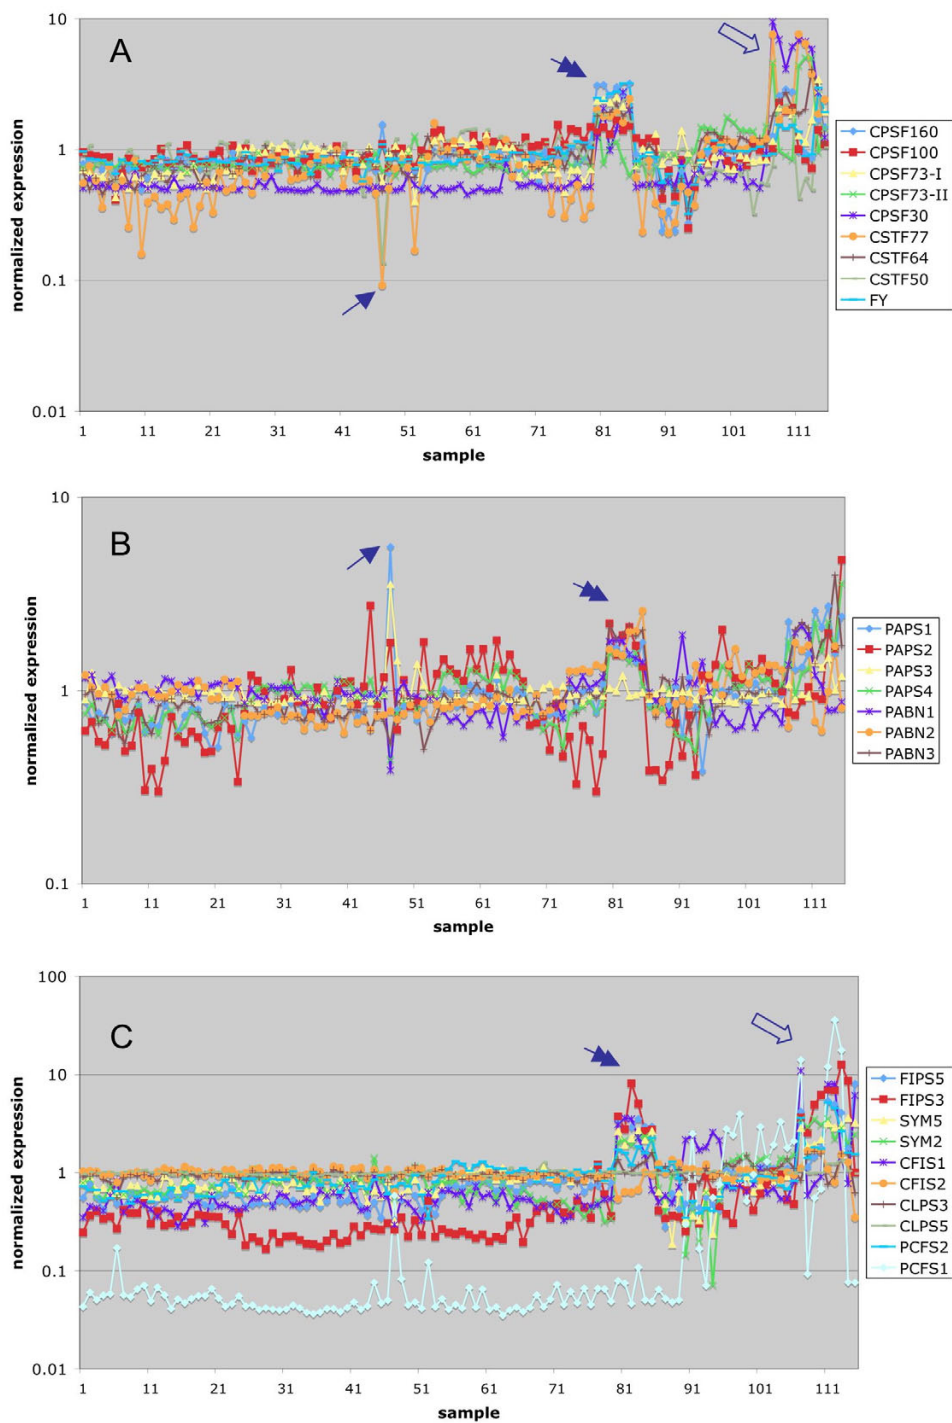 A
normalized expression
10
1
0.1
0.01
1 11 21 31 41 51 61 71 81 91 101 111
sample
CPSF160
CPSF100
CPSF73-I
CPSF73-II
CPSF30
CSTF77
CSTF64
CSTF50
FY
B
normalized expression
10
1
0.1
1 11 21 31 41 51 61 71 81 91 101 111
sample
PAPS1
PAPS2
PAPS3
PAPS4
PABN1
PABN2
PABN3
C
normalized expression
100
10
1
0.1
0.01
1 11 21 31 41 51 61 71 81 91 101 111
sample
FIPS5
FIPS3
SYM5
SYM2
CFIS1
CFIS2
CLPS3
CLPS5
PCFS2
PCFS1